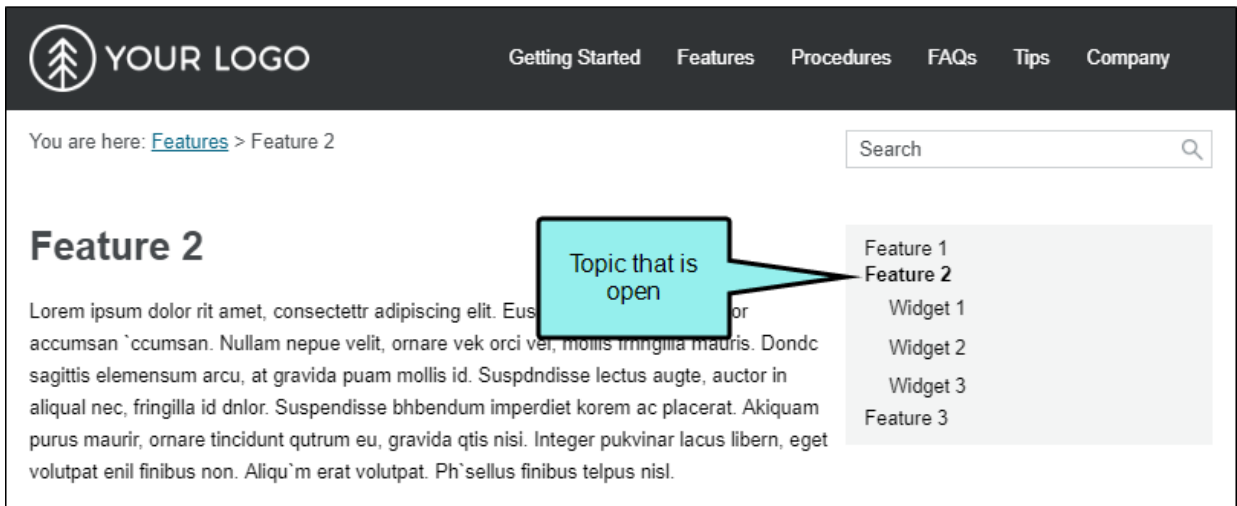 YOUR LOGO
Getting Started Features Procedures FAQs Tips Company
You are here: Features > Feature 2
Search
Feature 2
Topic that is
open
Lorem ipsum dolor rit amet, consectettr adipiscing elit. Eus or
accumsan `ccumsan. Nullam nepue velit, ornare vek orci vel, mollis fringilla mauris. Dondc
sagittis elemensum arcu, at gravida puam mollis id. Suspdndisse lectus augte, auctor in
aliqual nec, fringilla id dnlor. Suspendisse bhbendum imperdiet korem ac placerat. Akiquam
purus maurir, ornare tincidunt qutrum eu, gravida qtis nisi. Integer pukvinar lacus libern, eget
volutpat enil finibus non. Aliqu`m erat volutpat. Ph`sellus finibus telpus nisl.
Feature 1
Feature 2
Widget 1
Widget 2
Widget 3
Feature 3